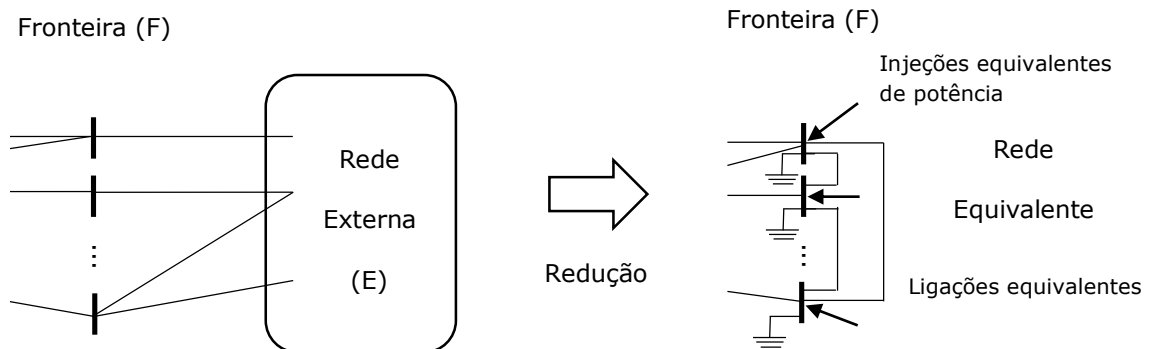 Fronteira (F)
Rede
Externa
(E)
Redução
Fronteira (F)
Injeções equivalentes
de potência
Rede
Equivalente
Ligações equivalentes